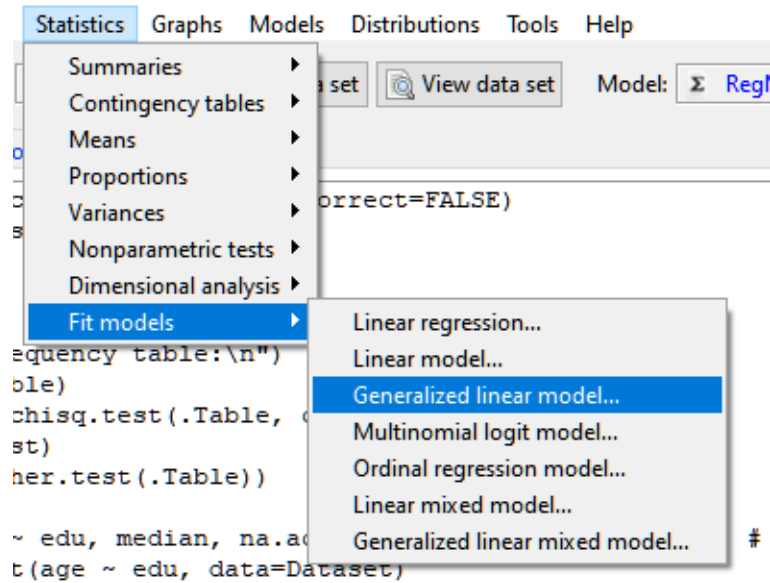 Statistics Graphs Models Distributions Tools Help
set View data set Model: Σ
Summaries
Contingency tables
Means
Proportions
Variances
orrect=FALSE)
Nonparametric tests
Dimensional analysis
Fit models
Linear regression...
equency table:\n")
Linear model...
ble)
Generalized linear model...
chisq.test(.Table,
Multinomial logit model...
st)
Ordinal regression model...
her.test(.Table))
Linear mixed model...
~ edu, median, na.ac
Generalized linear mixed model... #
t(age ~ edu, data=Dataset)